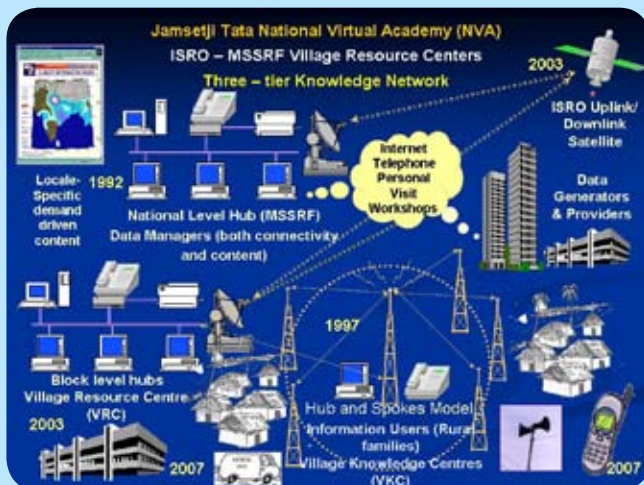 Jamsetji Tata National Virtual Academy (NVA)
ISRO – MSSRF Village Resource Centers
Three – tier Knowledge Network
2003
ISRO Uplink/
Downlink
Satellite
Internet
Telephone
Personal
Visit
Workshops
Locale-
Specific
demand
driven
content
1992
National Level Hub (MSSRF)
Data Managers (both connectivity
and content)
Data
Generators
& Providers
1997
Block level hubs
Village Resource Centre
(VRC)
2003
2007
Hub and Spokes Model
Information Users (Rural
families)
Village Knowledge Centres
(VKC)
2007